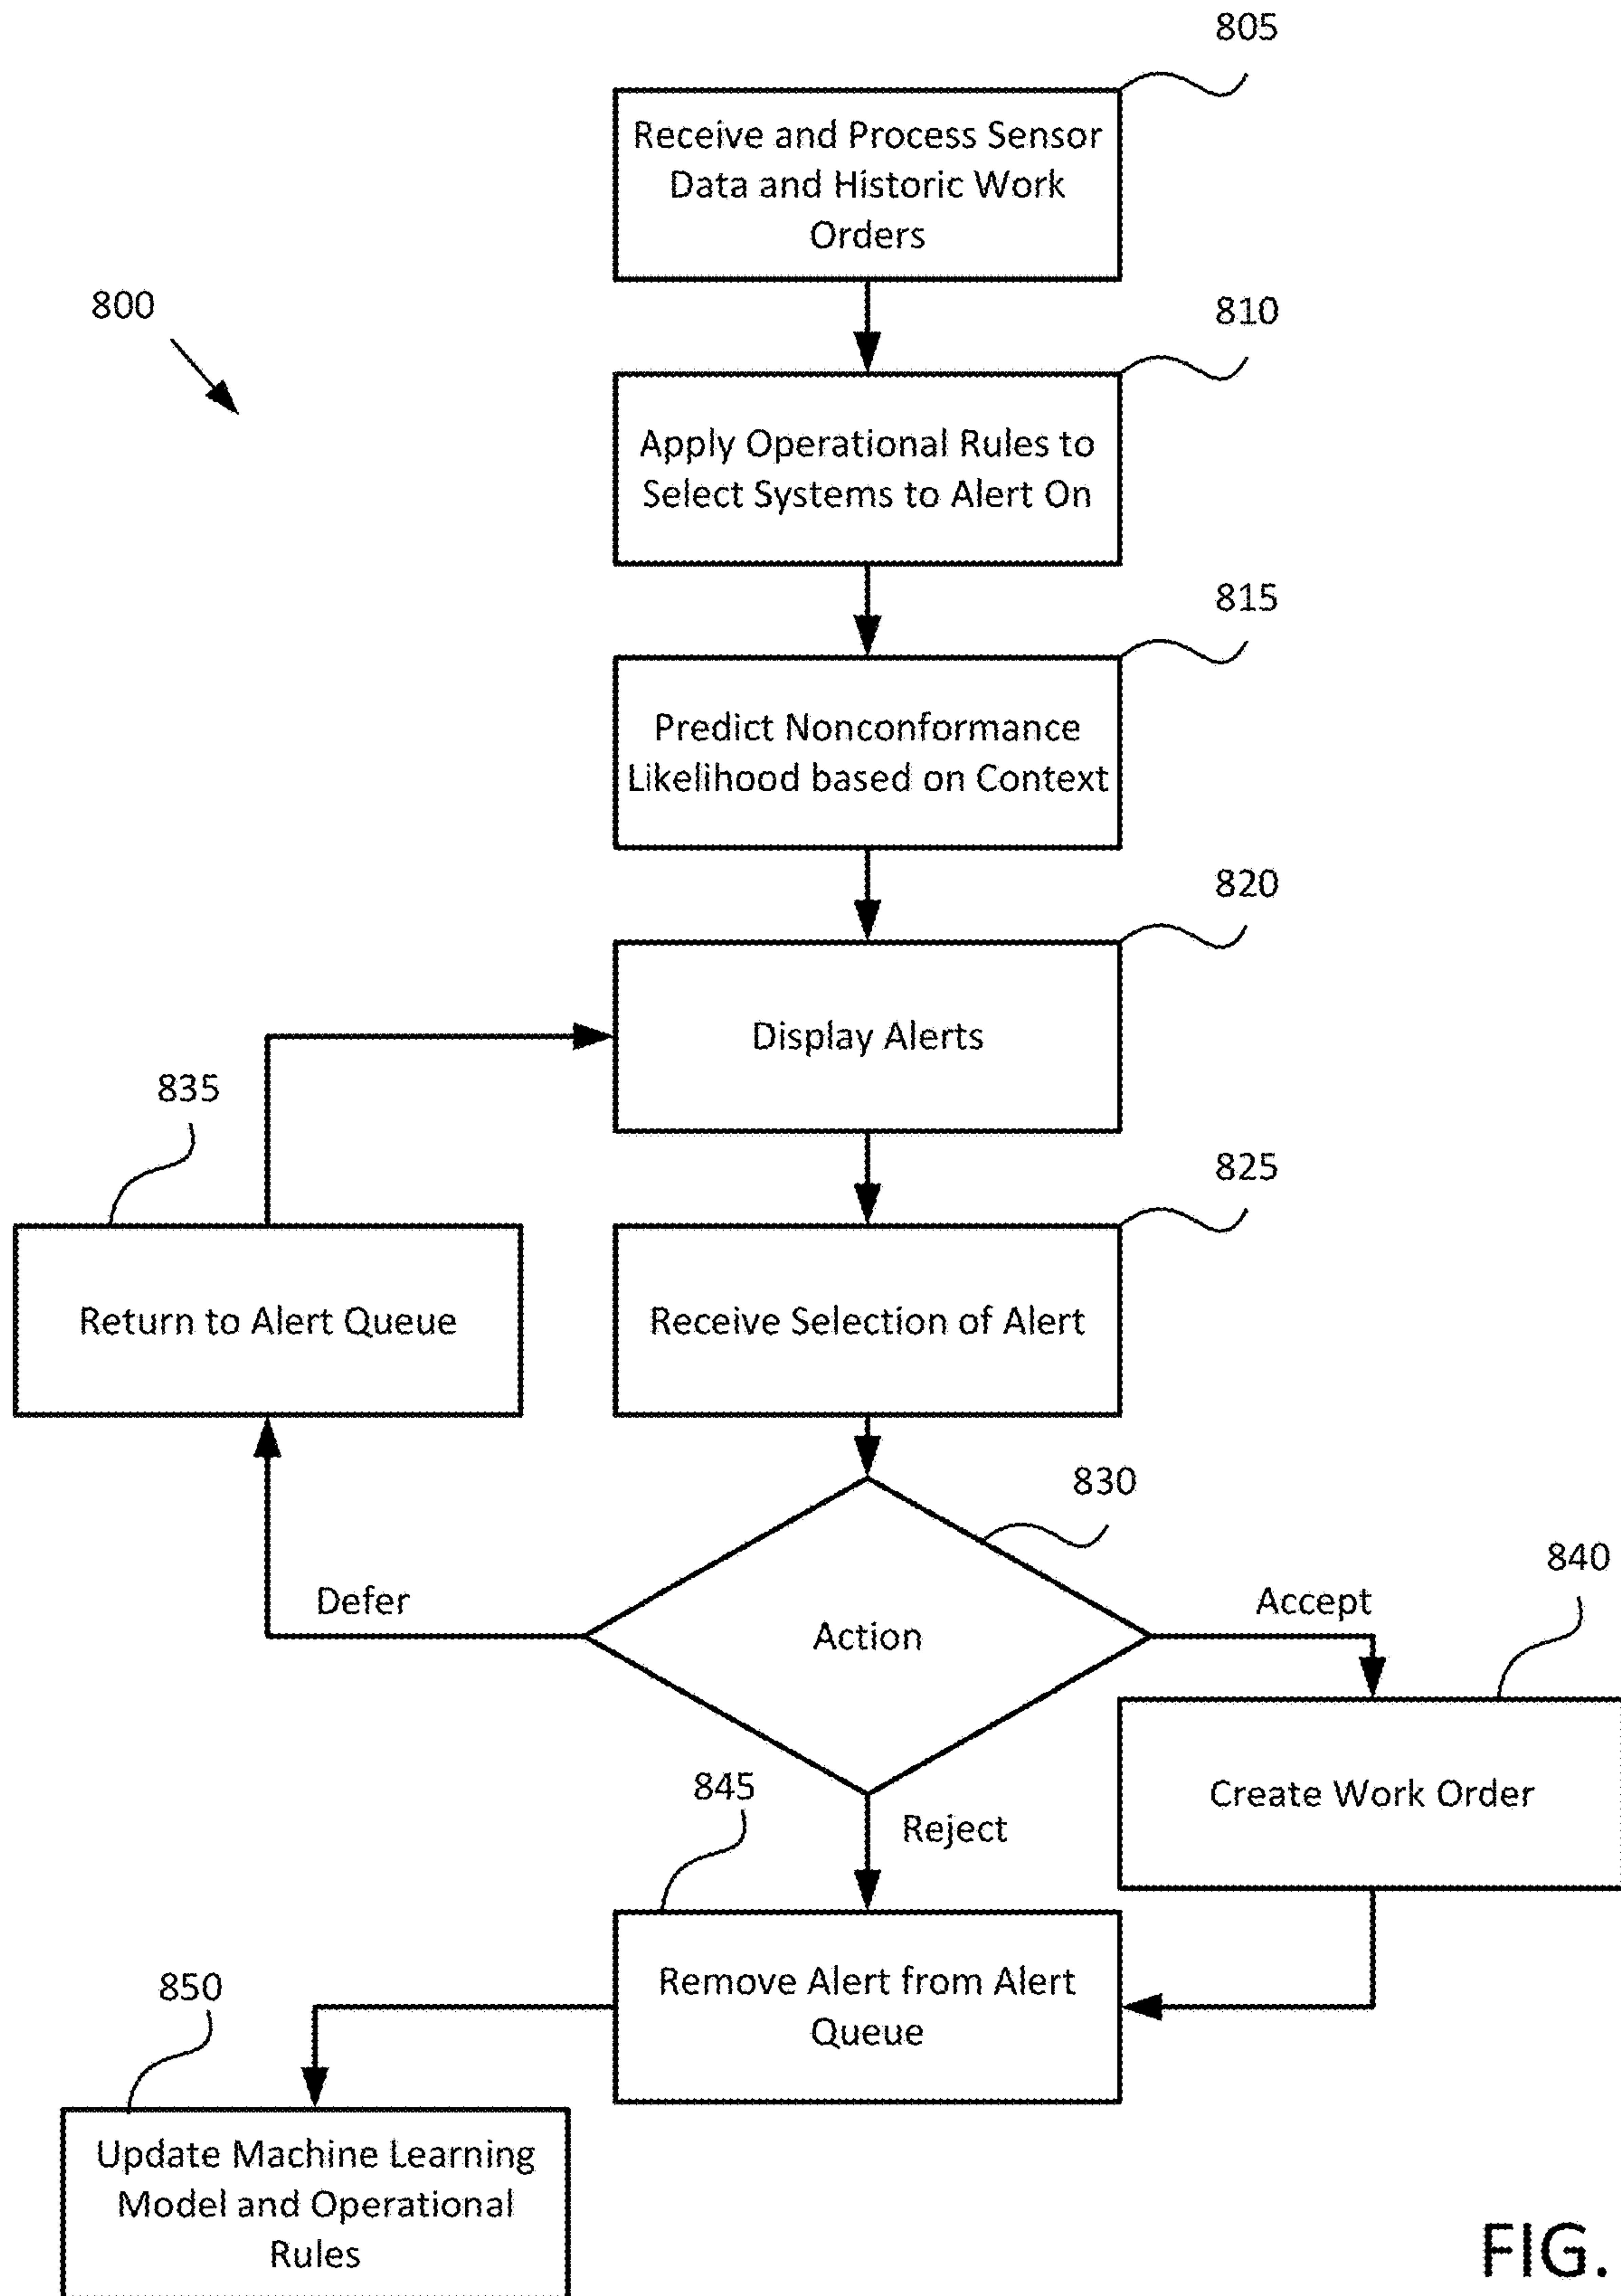 805
Receive and Process Sensor
Data and Historic Work
Orders
800
810
Apply Operational Rules to
Select Systems to Alert On
815
Predict Nonconformance
Likelihood based on Context
820
Display Alerts
835
825
Return to Alert Queue
Receive Selection of Alert
830
840
Defer
Accept
Action
845
Create Work Order
Reject
850
Remove Alert from Alert
Queue
Update Machine Learning
Model and Operational
Rules
FIG.